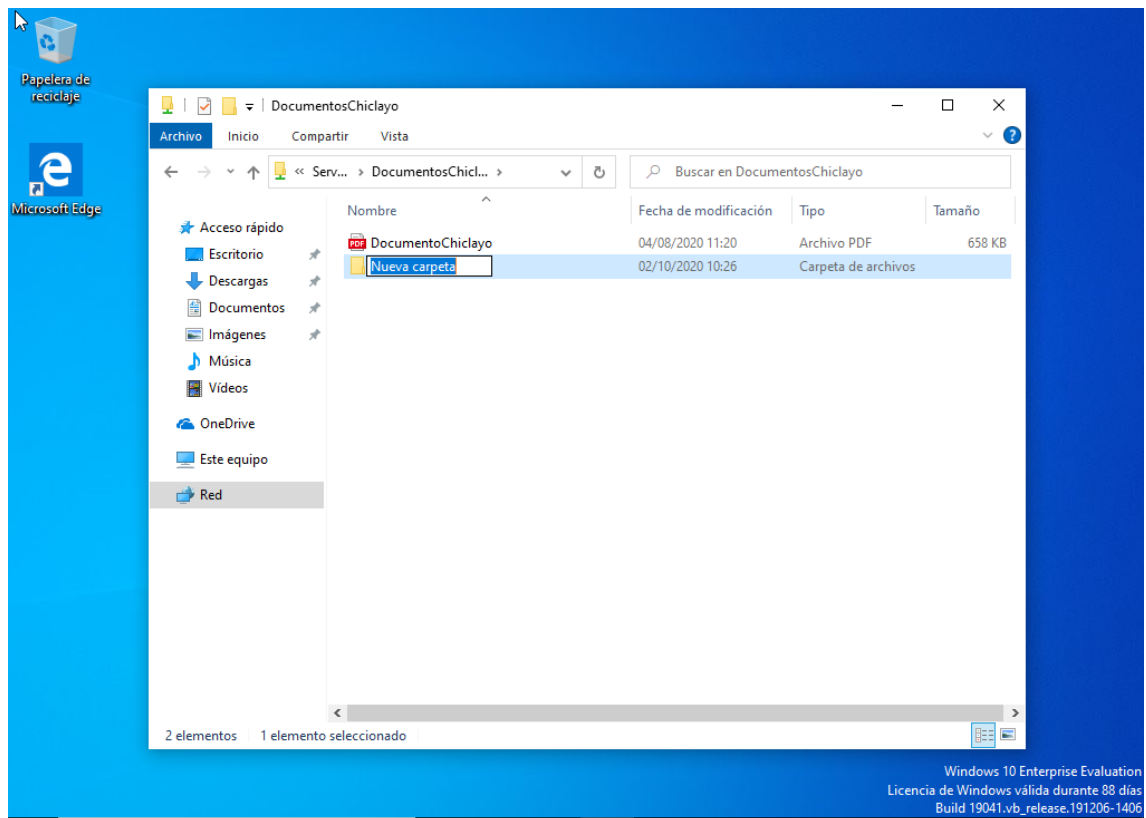 Papelera de
reciclaje
Microsoft Edge
DocumentosChiclayo
Archivo Inicio Compartir Vista
« Serv... › DocumentosChicl... › Buscar en DocumentosChiclayo
Nombre Fecha de modificación Tipo Tamaño
DocumentoChiclayo 04/08/2020 11:20 Archivo PDF 658 KB
Nueva carpeta 02/10/2020 10:26 Carpeta de archivos
PDF
Acceso rápido
Escritorio
Descargas
Documentos
Imágenes
Música
Vídeos
OneDrive
Este equipo
Red
2 elementos 1 elemento seleccionado
Windows 10 Enterprise Evaluation
Licencia de Windows válida durante 88 días
Build 19041.vb_release.191206-1406